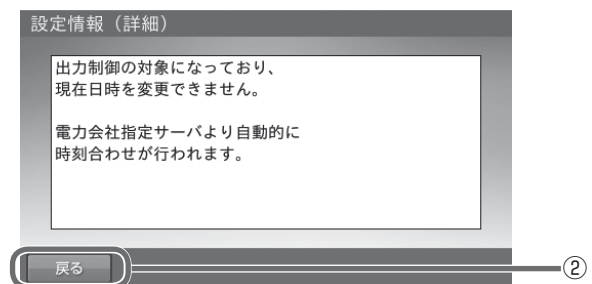 設定情報（詳細）
出力制御の対象になっており、
現在日時を変更できません。
電力会社指定サーバより自動的に
時刻合わせが行われます。
戻る
②